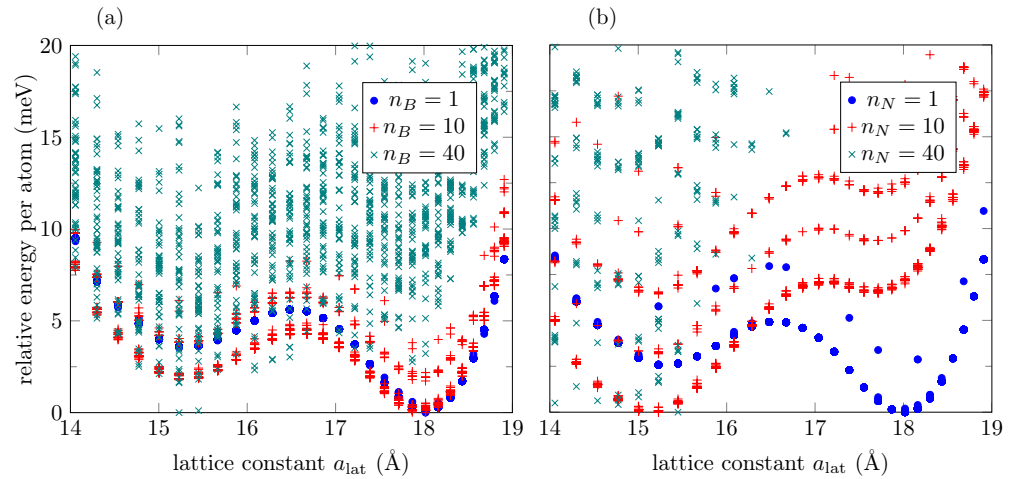 (a)
(b)
relative energy per atom (meV)
20
15
10
5
0
n_B = 1
n_B = 10
n_B = 40
n_N = 1
n_N = 10
n_N = 40
14 15 16 17 18 19
14 15 16 17 18 19
lattice constant a_lat (Å)
lattice constant a_lat (Å)